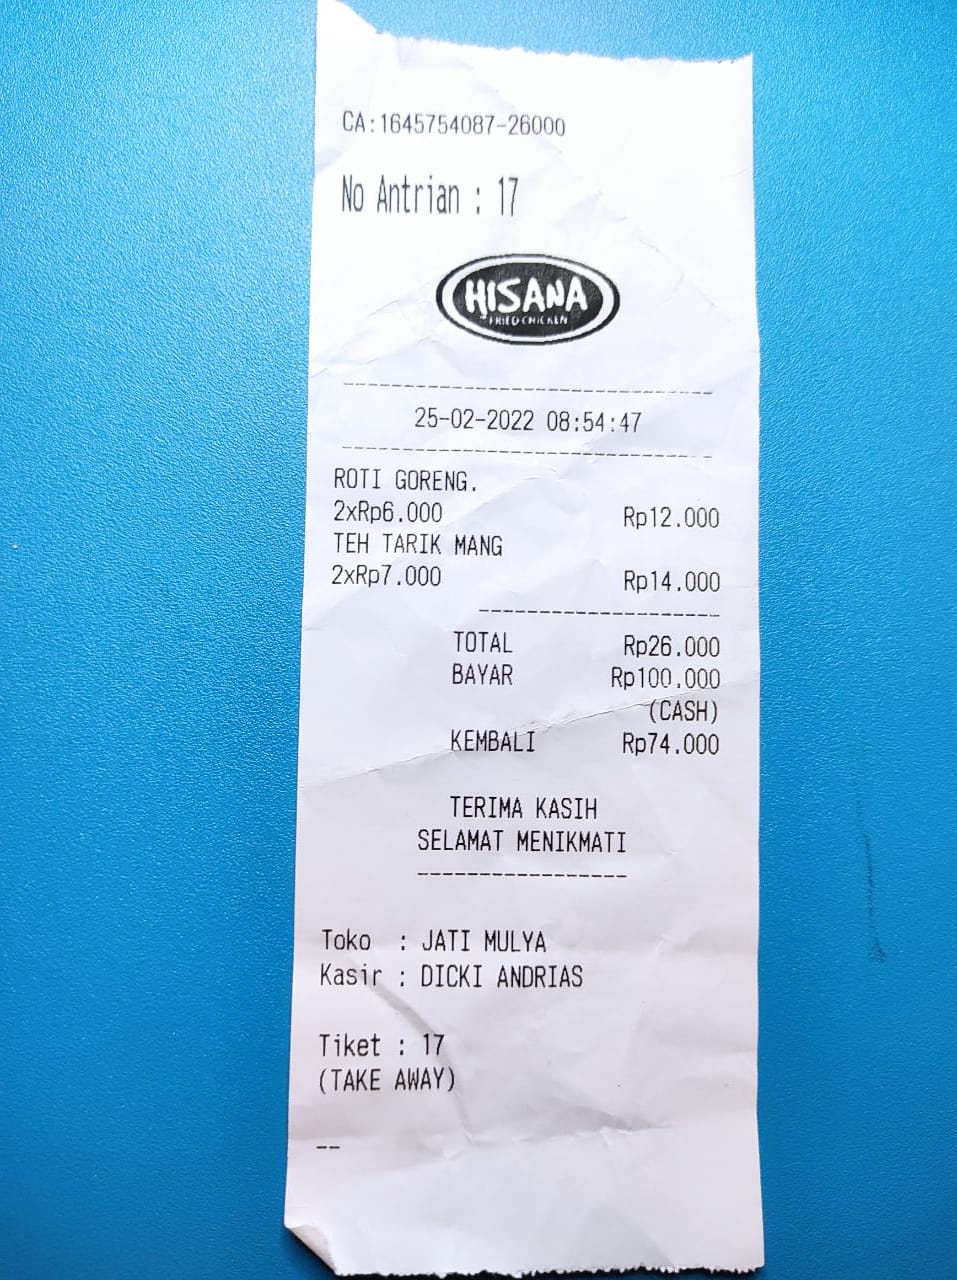 CA:1645754087-26000
No Antrian : 17
HISANA
FRIED CHICKEN
25-02-2022 08:54:47
ROTI GORENG.
2xRp6.000 Rp12.000
TEH TARIK MANG
2xRp7.000 Rp14.000
TOTAL Rp26.000
BAYAR Rp100.000
(CASH)
KEMBALI Rp74.000
TERIMA KASIH
SELAMAT MENIKMATI
Toko : JATI MULYA
Kasir : DICKI ANDRIAS
Tiket : 17
(TAKE AWAY)
--